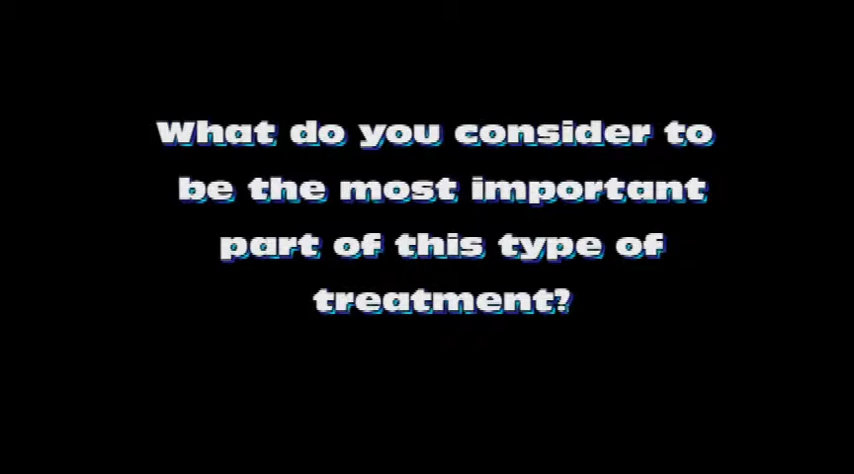 What do you consider to
be the most important
part of this type of
treatment?